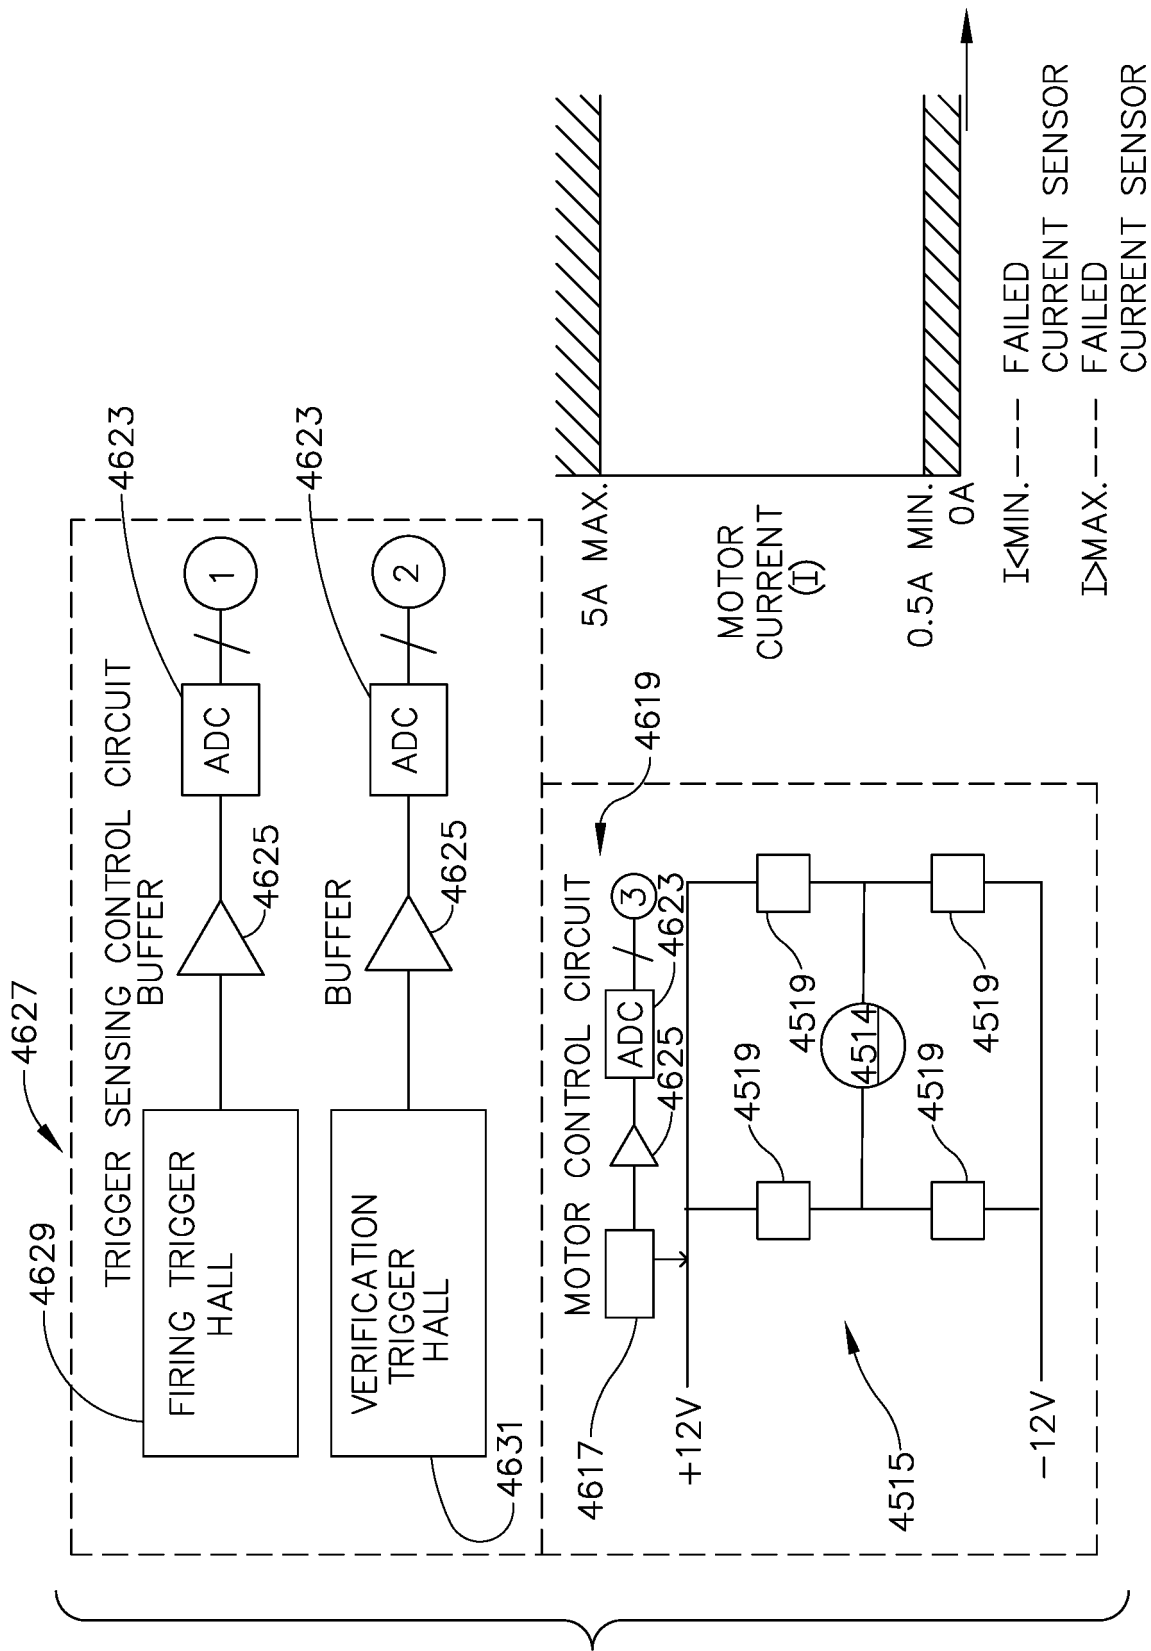 4627
4629
TRIGGER SENSING CONTROL CIRCUIT
FIRING TRIGGER
HALL
BUFFER
4625
ADC
4623
1
VERIFICATION
TRIGGER
HALL
4631
BUFFER
4625
ADC
4623
2
MOTOR CONTROL CIRCUIT
4619
4617
4625
ADC
4623
3
+12V
4519
4519
4514
4519
4519
-12V
4515
5A MAX.
MOTOR
CURRENT
(I)
0.5A MIN.
0A
I<MIN.---- FAILED
CURRENT SENSOR
I>MAX.---- FAILED
CURRENT SENSOR